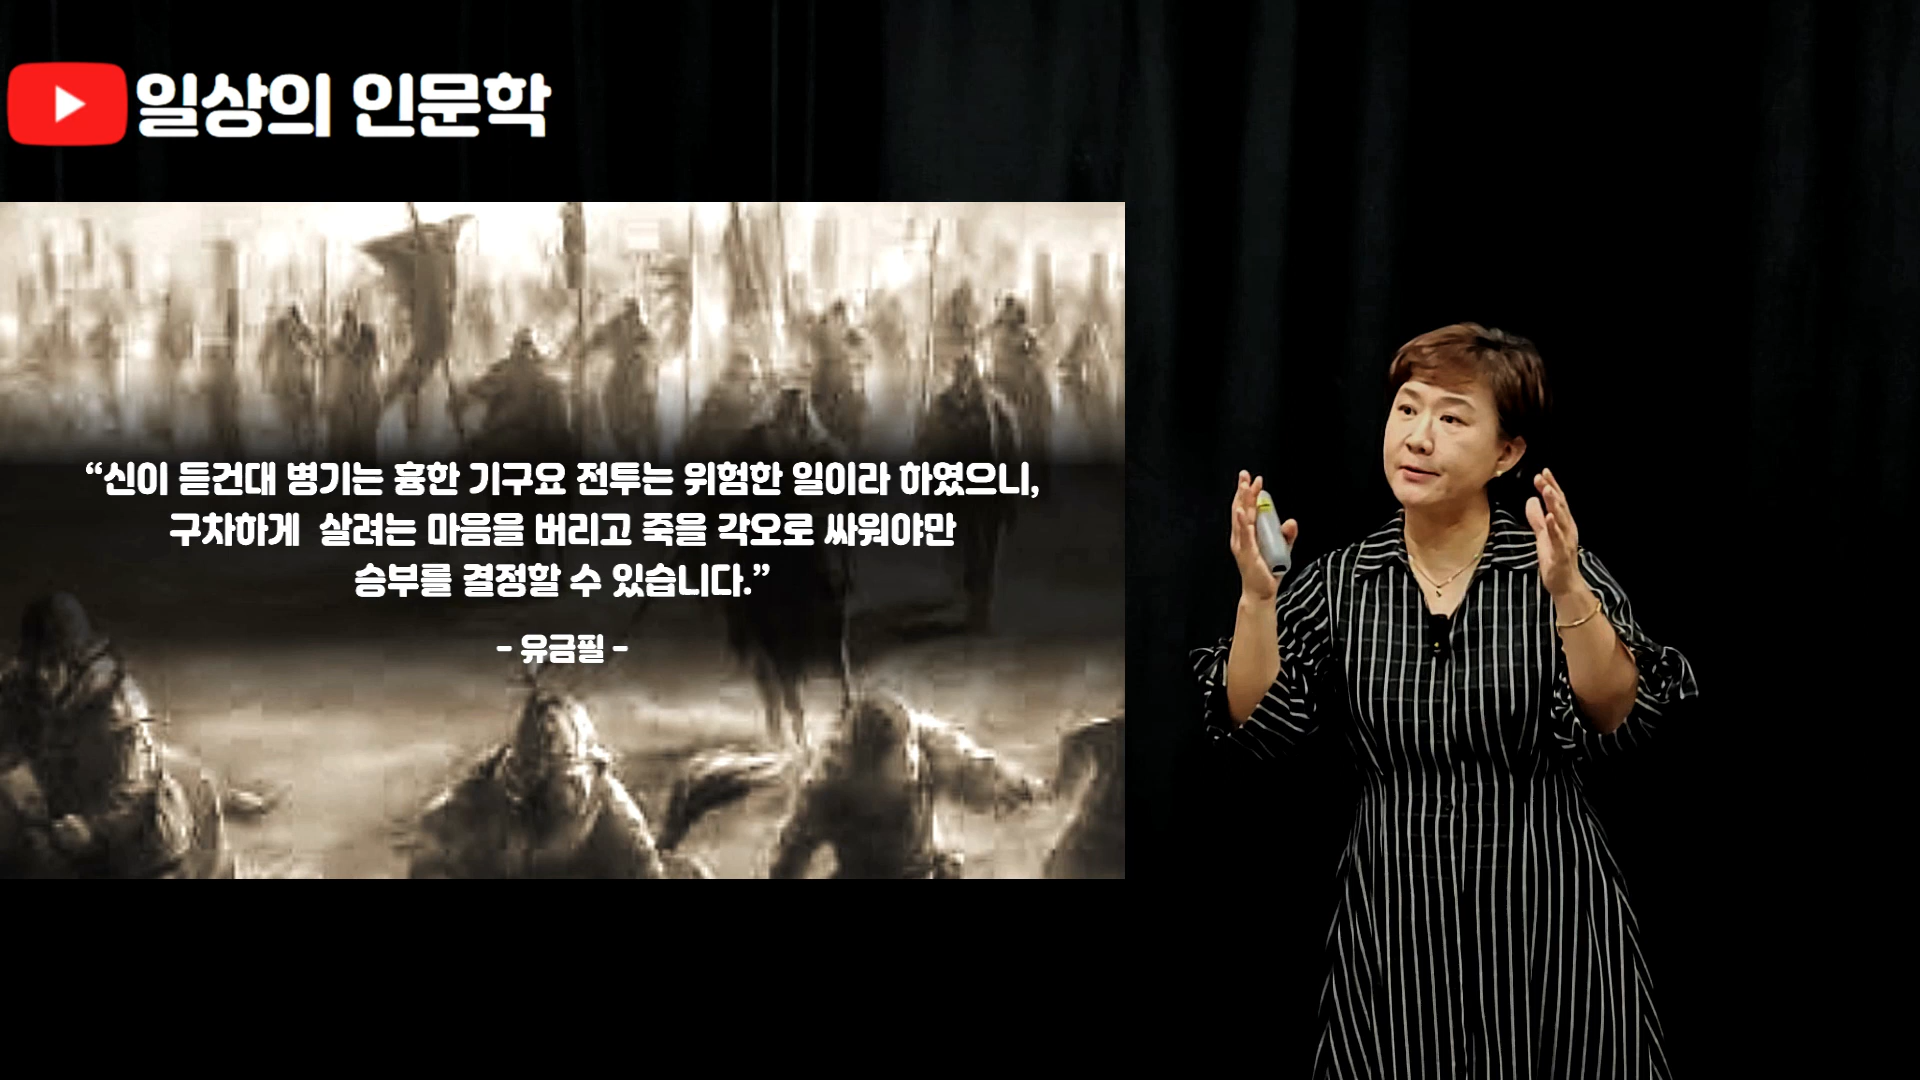 일상의 인문학
“신이 듣건대 병기는 흉한 기구요 전투는 위험한 일이라 하였으니,
구차하게 살려는 마음을 버리고 죽을 각오로 싸워야만
승부를 결정할 수 있습니다.”
- 유금필 -